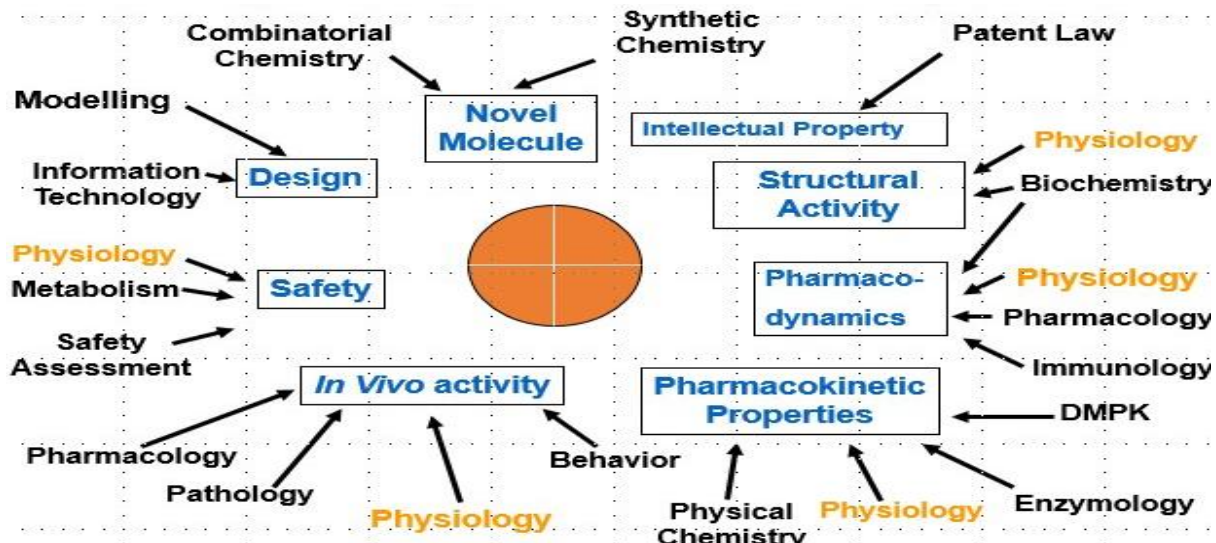 Combinatorial
Chemistry
Synthetic
Chemistry
Patent Law
Modelling
Novel
Molecule
Intellectual Property
Physiology
Information
Technology
Design
Structural
Activity
Biochemistry
Physiology
Metabolism
Safety
Pharmaco-
dynamics
Physiology
Pharmacology
Safety
Assessment
Immunology
In Vivo activity
Pharmacokinetic
Properties
DMPK
Pharmacology
Pathology
Physiology
Behavior
Physical
Chemistry
Physiology
Enzymology